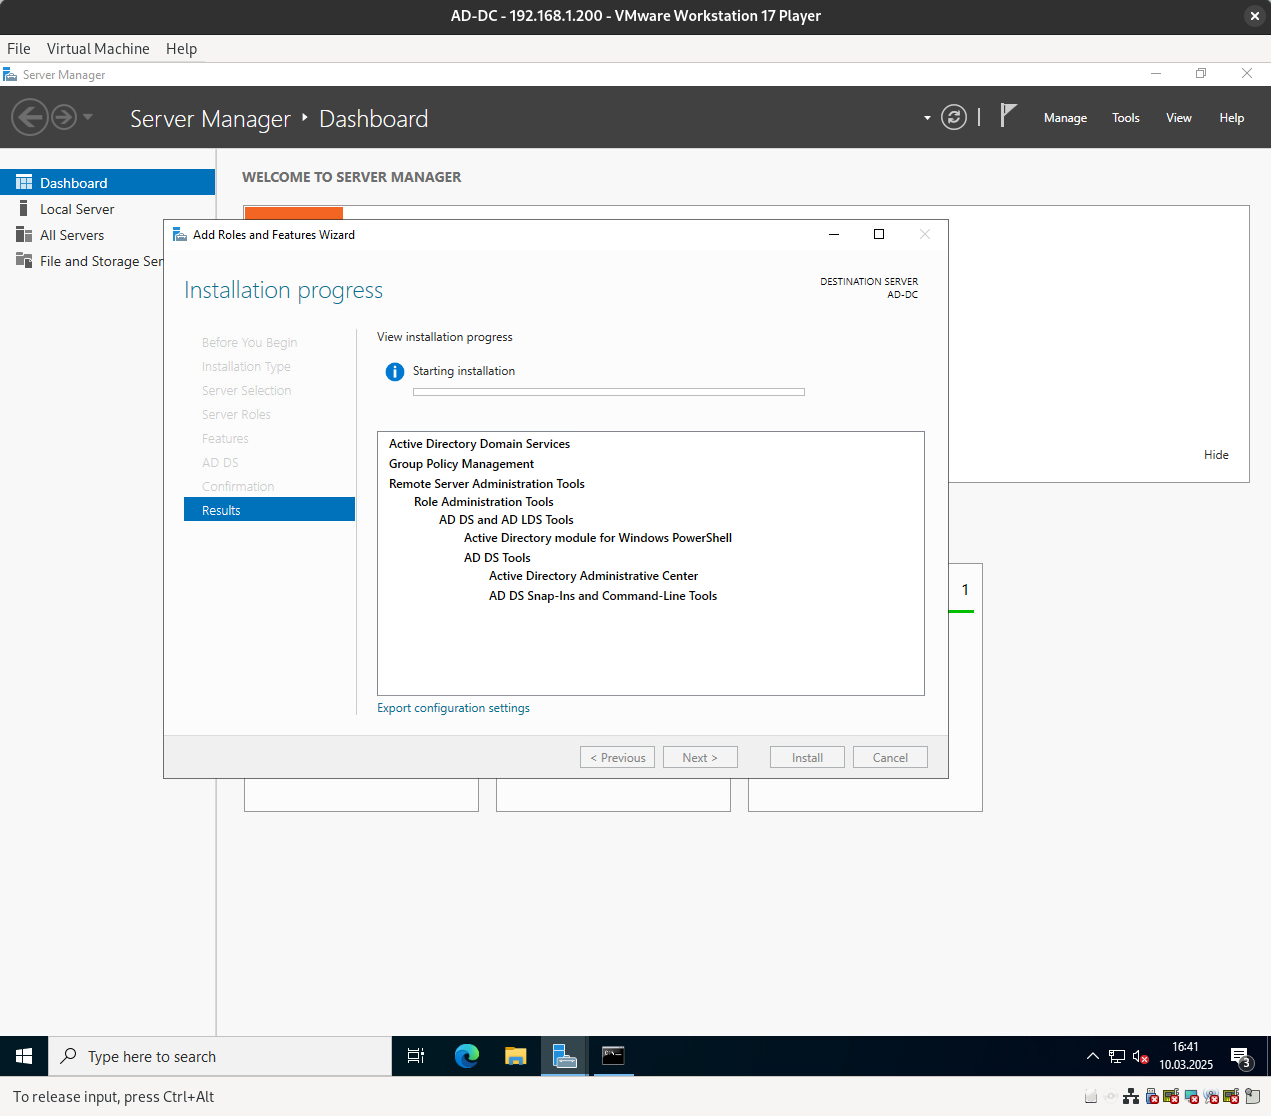 AD-DC - 192.168.1.200 - VMware Workstation 17 Player
File Virtual Machine Help
Server Manager
Server Manager Dashboard
Manage Tools View Help
Dashboard
Local Server
All Servers
File and Storage Ser
WELCOME TO SERVER MANAGER
Add Roles and Features Wizard
Installation progress
DESTINATION SERVER
AD-DC
Before You Begin
Installation Type
Server Selection
Server Roles
Features
AD DS
Confirmation
Results
View installation progress
Starting installation
Active Directory Domain Services
Group Policy Management
Remote Server Administration Tools
Role Administration Tools
AD DS and AD LDS Tools
Active Directory module for Windows PowerShell
AD DS Tools
Active Directory Administrative Center
AD DS Snap-Ins and Command-Line Tools
Export configuration settings
< Previous Next > Install Cancel
Hide
1
Type here to search
16:41
10.03.2025
3
To release input, press Ctrl+Alt